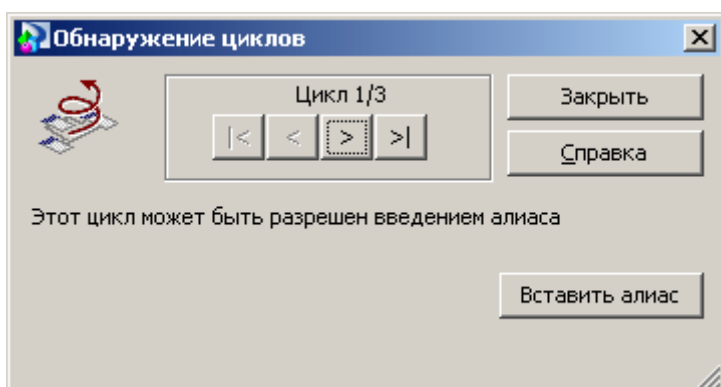 Обнаружение циклов
Цикл 1/3
|< < > >|
Закрыть
Справка
Этот цикл может быть разрешен введением алиаса
Вставить алиас